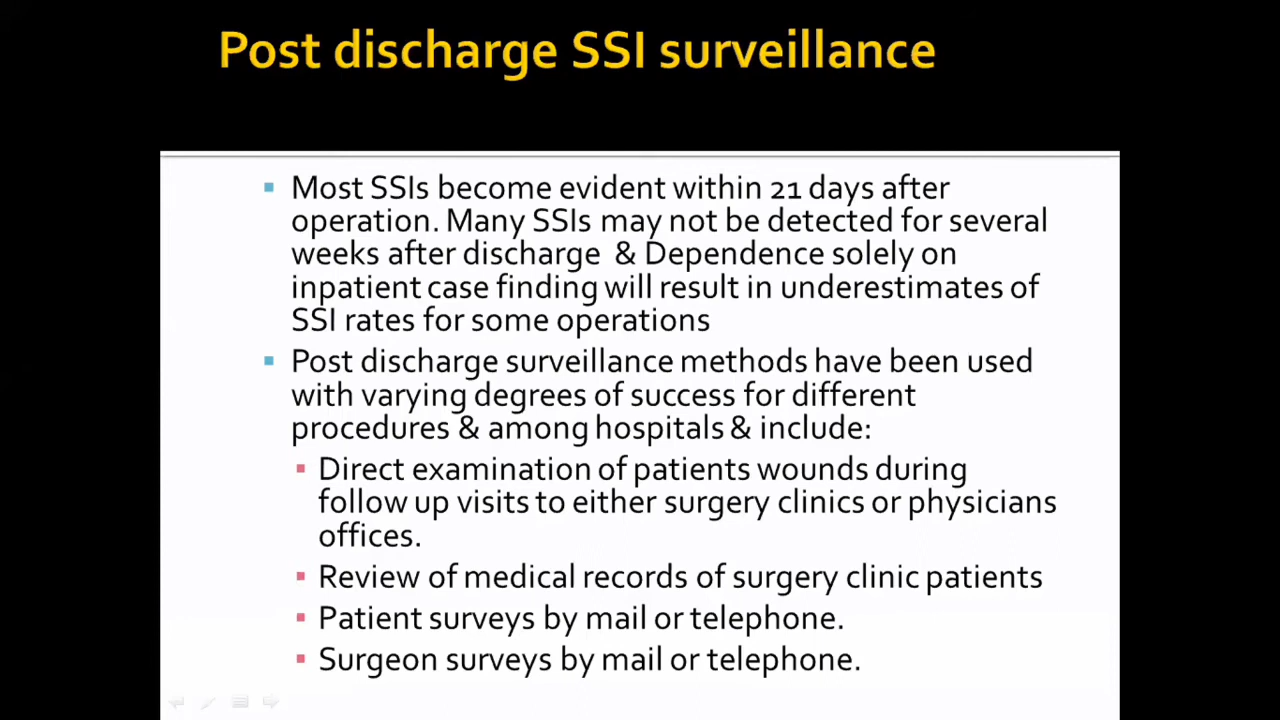 Post discharge SSI surveillance
Most SSIs become evident within 21 days after
operation. Many SSIs may not be detected for several
weeks after discharge & Dependence solely on
inpatient case finding will result in underestimates of
SSI rates for some operations
Post discharge surveillance methods have been used
with varying degrees of success for different
procedures & among hospitals & include:
Direct examination of patients wounds during
follow up visits to either surgery clinics or physicians
offices.
Review of medical records of surgery clinic patients
Patient surveys by mail or telephone.
Surgeon surveys by mail or telephone.